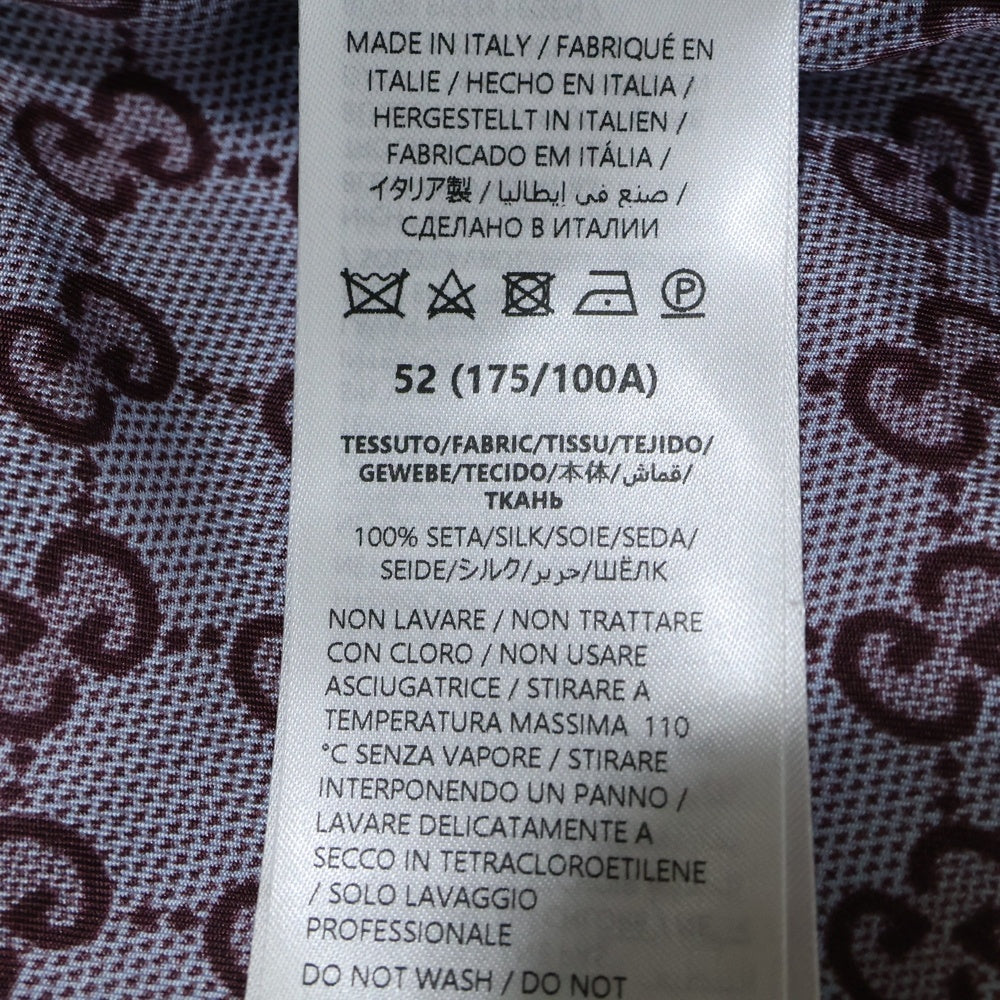 MADE IN ITALY / FABRIQUÉ EN
ITALIE / HECHO EN ITALIA /
HERGESTELLT IN ITALIEN /
FABRICADO EM ITÁLIA /
イタリア製 / صنع في إيطاليا /
СДЕЛАНО В ИТАЛИИ
P
52 (175/100A)
TESSUTO/FABRIC/TISSU/TEJIDO/
GEWEBE/TECIDO/本体/قماش/
ТКАНЬ
100% SETA/SILK/SOIE/SEDA/
SEIDE/シルク/حرير/ШЁЛК
NON LAVARE / NON TRATTARE
CON CLORO / NON USARE
ASCIUGATRICE / STIRARE A
TEMPERATURA MASSIMA 110
°C SENZA VAPORE / STIRARE
INTERPONENDO UN PANNO /
LAVARE DELICATAMENTE A
SECCO IN TETRACLOROETILENE
/ SOLO LAVAGGIO
PROFESSIONALE
DO NOT WASH / DO NOT